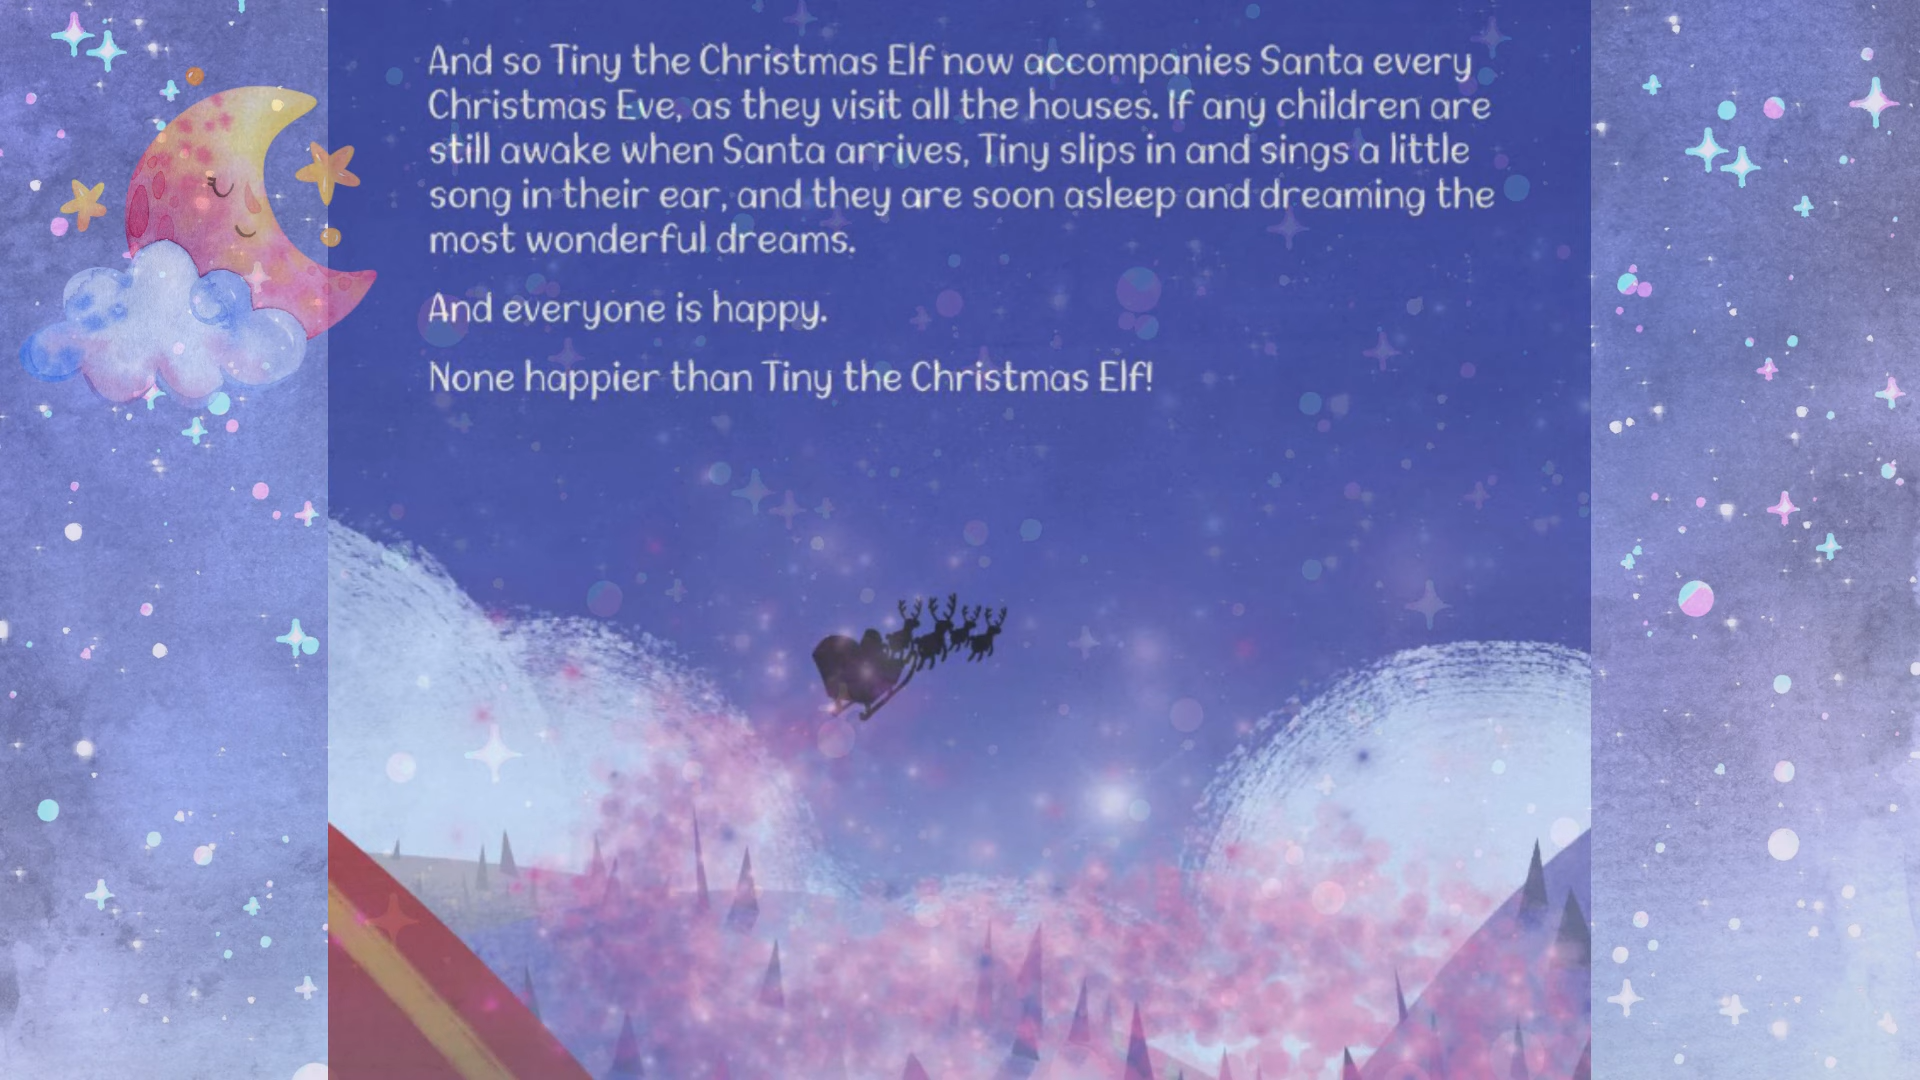 And so Tiny the Christmas Elf now accompanies Santa every
Christmas Eve, as they visit all the houses. If any children are
still awake when Santa arrives, Tiny slips in and sings a little
song in their ear, and they are soon asleep and dreaming the
most wonderful dreams.
And everyone is happy.
None happier than Tiny the Christmas Elf!